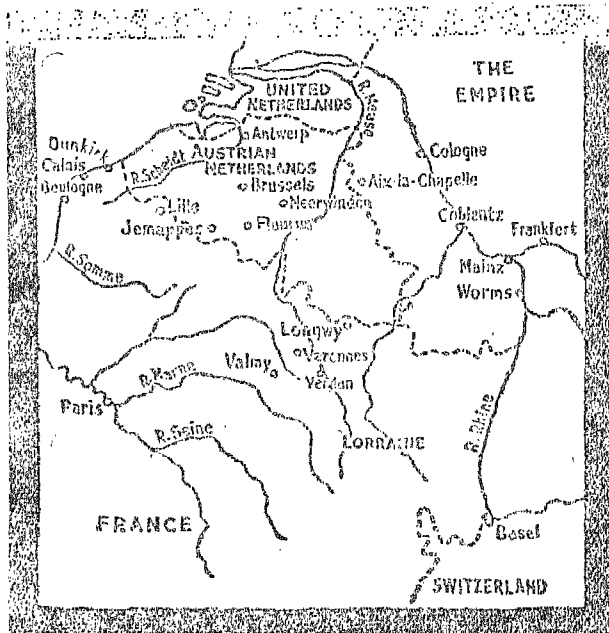 THE
EMPIRE
UNITED
NETHERLANDS
R. Meuse
Dunkirk
Calais
Boulogne
R. Scheldt
Antwerp
AUSTRIAN
NETHERLANDS
Brussels
Cologne
Aix-la-Chapelle
Neerwinden
Lille
Jemappes
Fleurus
Coblentz
Frankfort
Mainz
Worms
R. Somme
Longwy
Varennes
Verdun
Valmy
R. Marne
Paris
R. Seine
LORRAINE
R. Rhine
FRANCE
Basel
SWITZERLAND